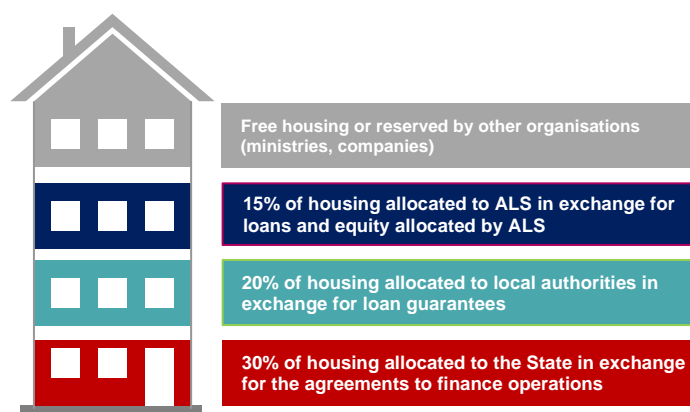 Free housing or reserved by other organisations
(ministries, companies)
15% of housing allocated to ALS in exchange for
loans and equity allocated by ALS
20% of housing allocated to local authorities in
exchange for loan guarantees
30% of housing allocated to the State in exchange
for the agreements to finance operations